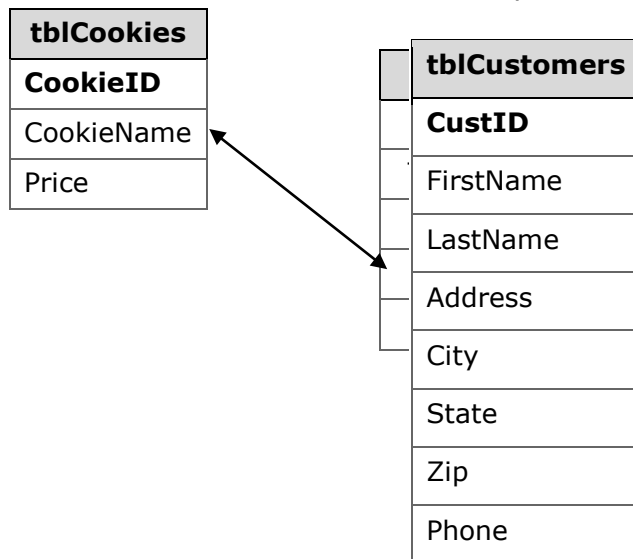 tblCookies
CookieID
CookieName
Price
tblCustomers
CustID
FirstName
LastName
Address
City
State
Zip
Phone